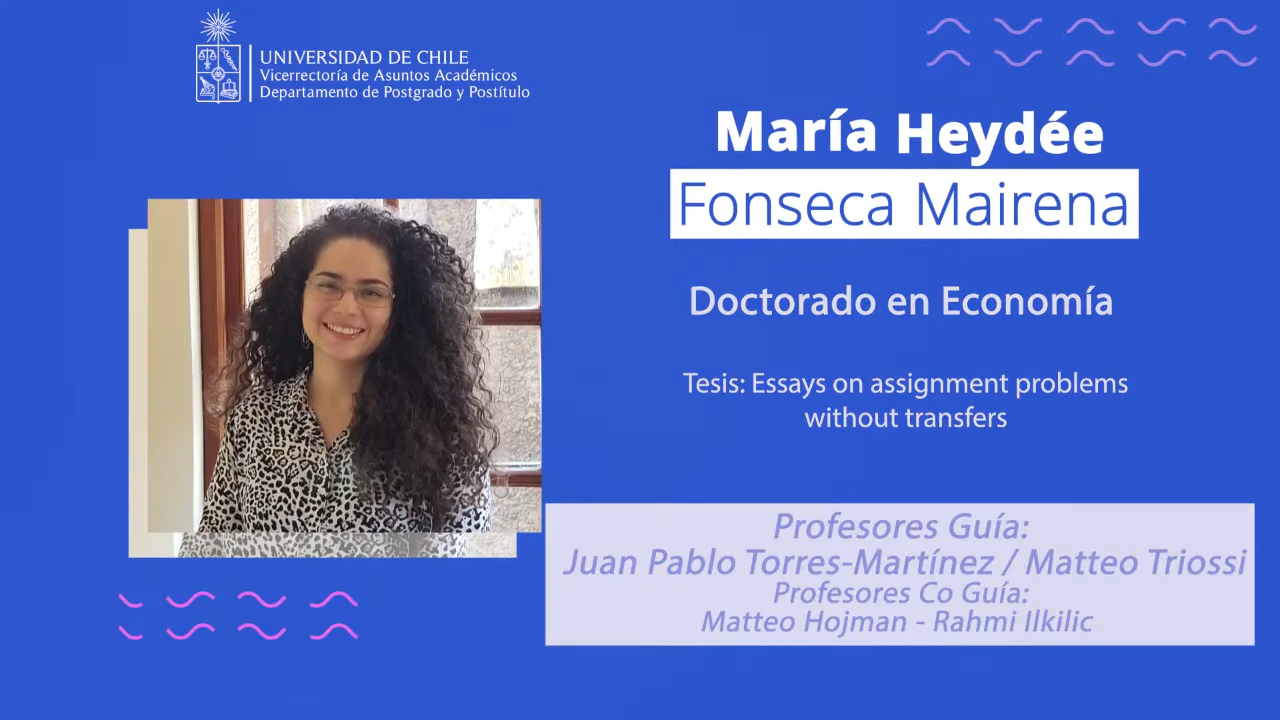 UNIVERSIDAD DE CHILE
Vicerrectoría de Asuntos Académicos
Departamento de Postgrado y Postítulo
María Heydée
Fonseca Mairena
Doctorado en Economía
Tesis: Essays on assignment problems
without transfers
Profesores Guía:
Juan Pablo Torres-Martínez / Matteo Triossi
Profesores Co Guía:
Matteo Hojman - Rahmi Ilkilic